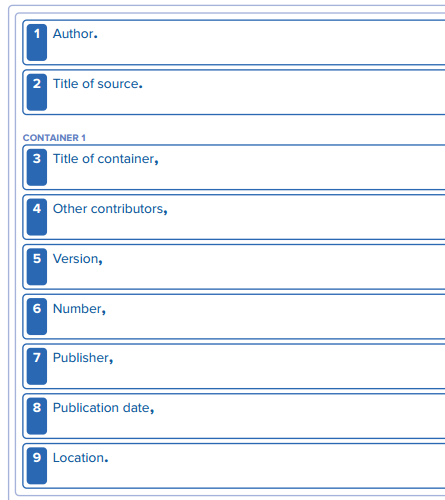 1 Author.
2 Title of source.
CONTAINER 1
3 Title of container,
4 Other contributors,
5 Version,
6 Number,
7 Publisher,
8 Publication date,
9 Location.